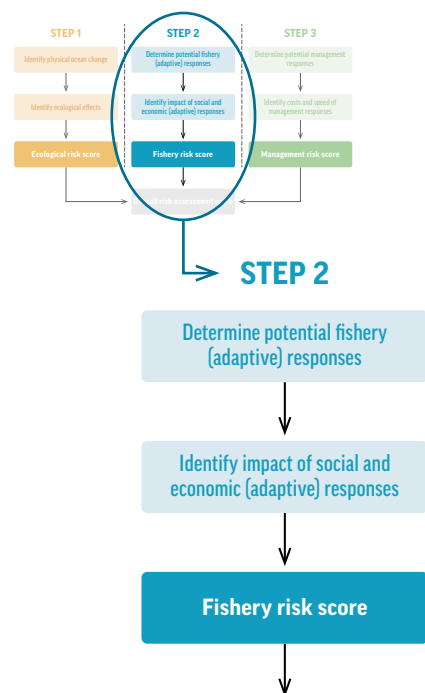 STEP 1
STEP 2
STEP 3
Identify physical ocean change
Determine potential fishery
(adaptive) responses
Determine potential management
responses
Identify ecological effects
Identify impact of social and
economic (adaptive) responses
Identify costs and speed of
management responses
Ecological risk score
Fishery risk score
Management risk score
risk assessment
STEP 2
Determine potential fishery
(adaptive) responses
Identify impact of social and
economic (adaptive) responses
Fishery risk score